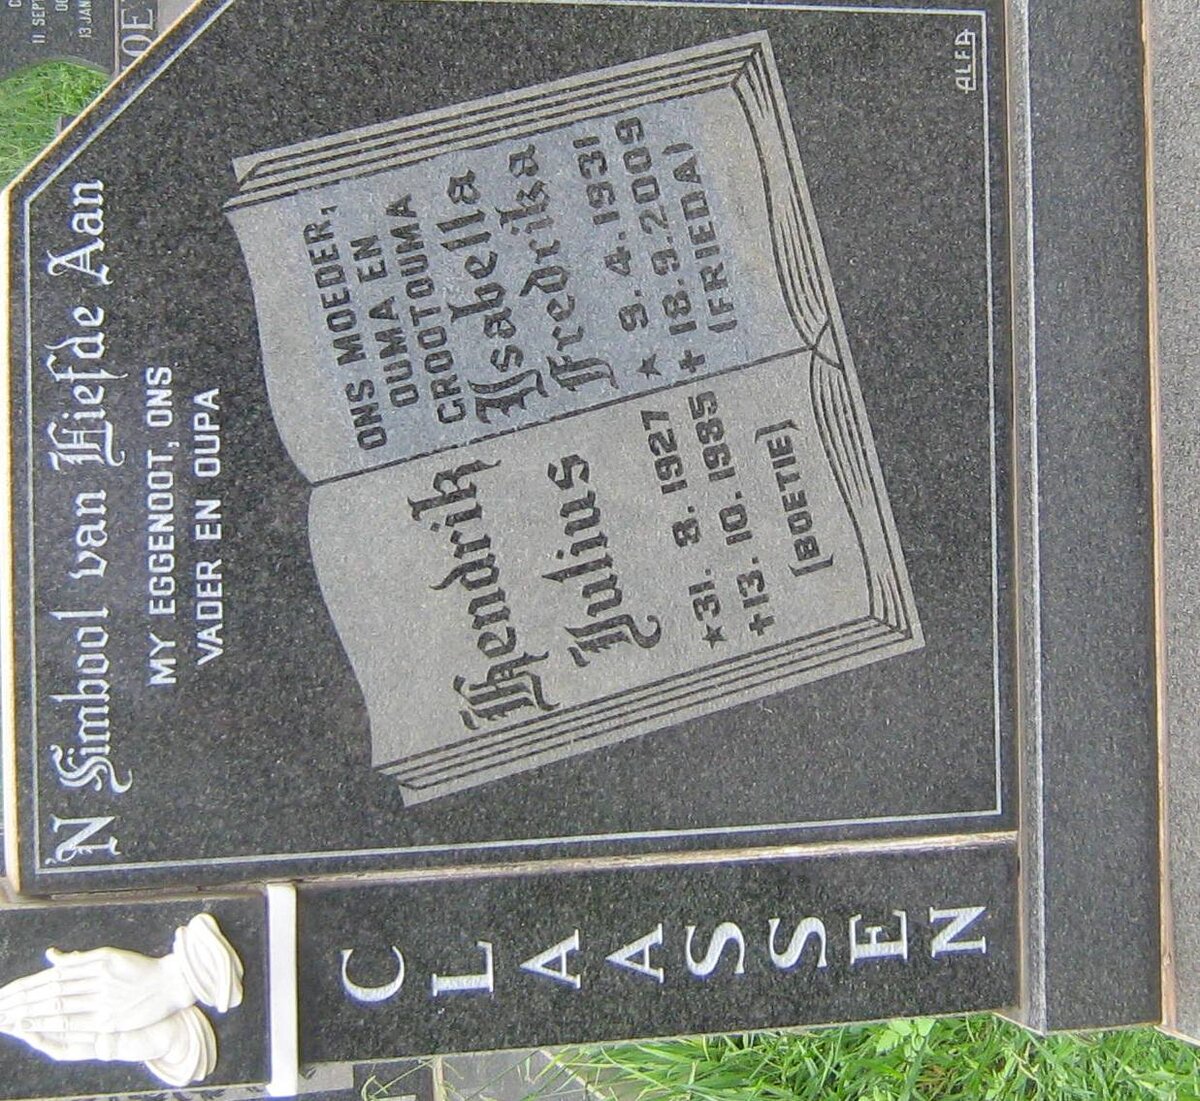 'N Simbool van Liefde Aan
MY EGGENOOT, ONS
VADER EN OUPA
Hendrik
Julius
★31. 8. 1927
✝13. 10. 1985
(BOETIE)
ONS MOEDER,
OUMA EN
GROOTOUMA
Isabella
Fredrika
★ 9. 4. 1931
✝ 18.9.2009
(FRIEDA)
CLAASSEN
ALFA